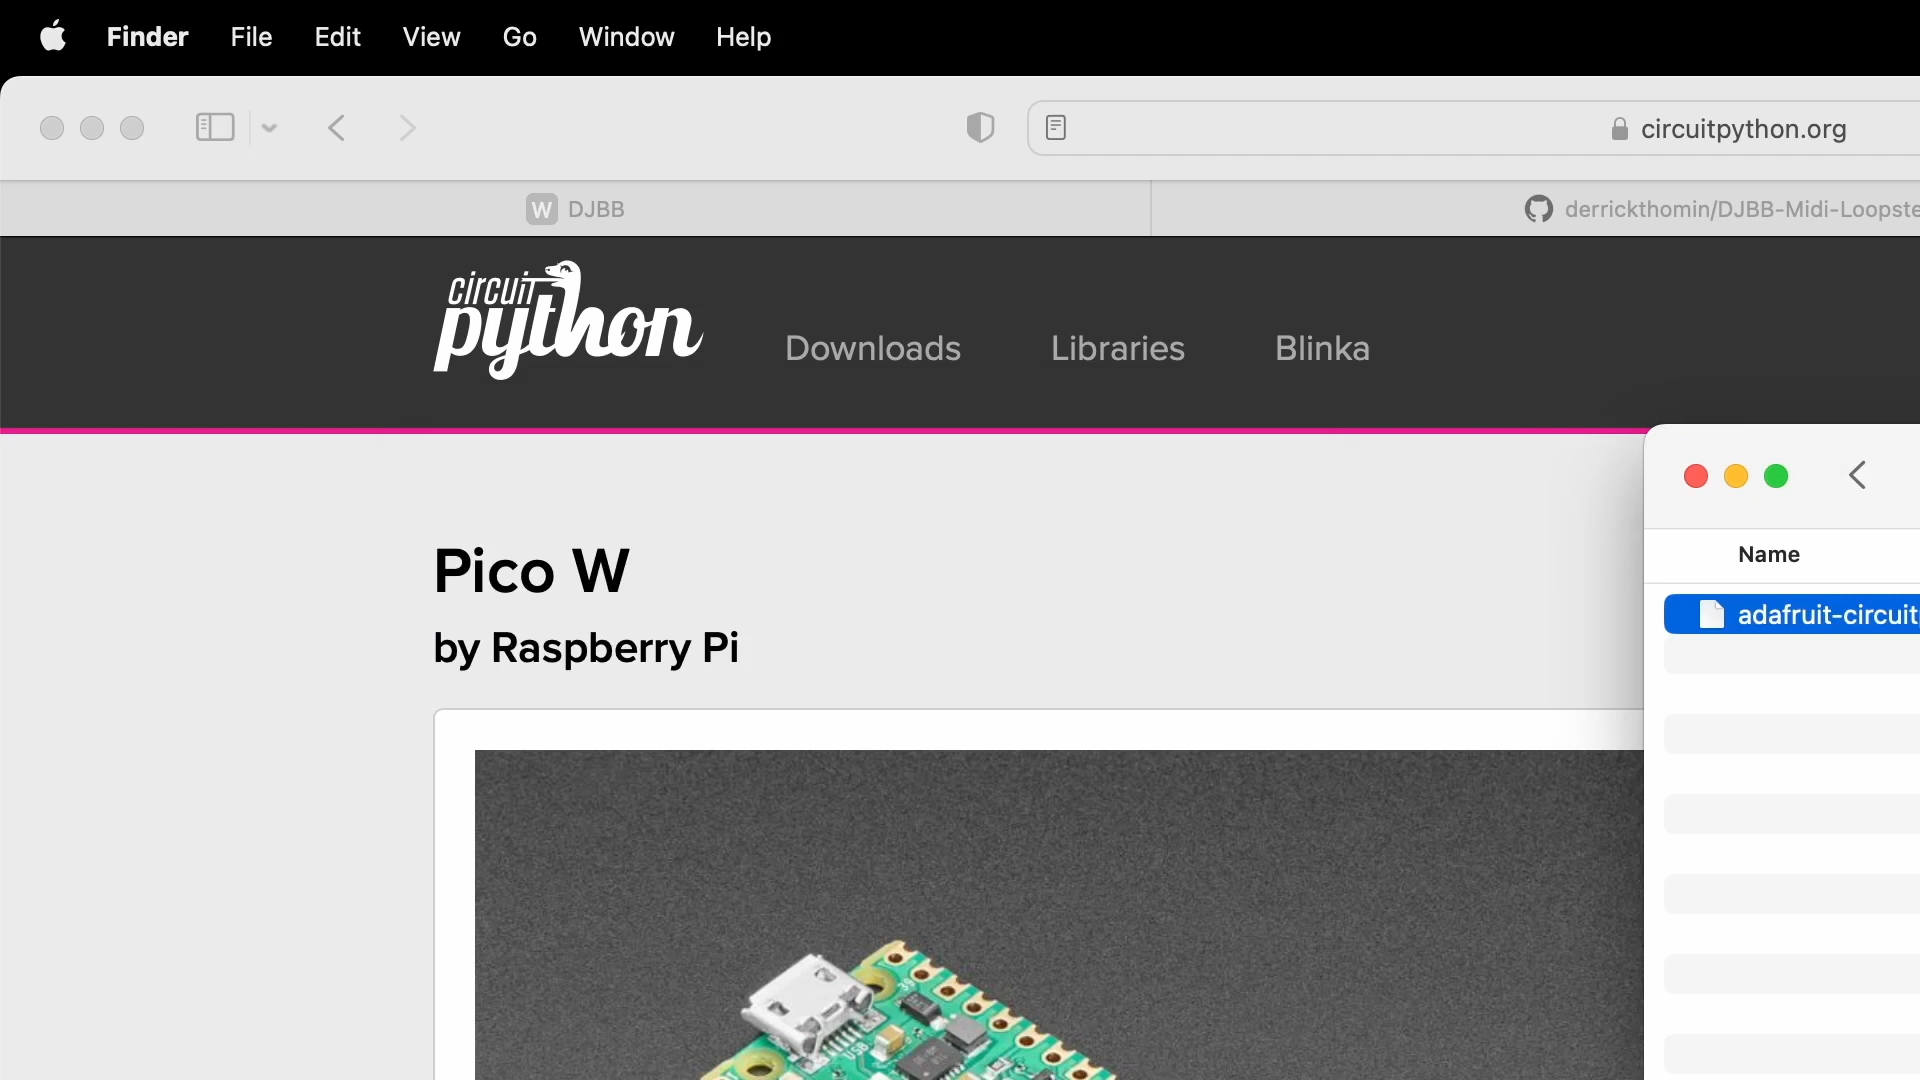 Finder File Edit View Go Window Help
circuitpython.org
W DJBB
derrickthomin/DJBB-Midi-Loopste
circuit
python
Downloads Libraries Blinka
Pico W
by Raspberry Pi
Name
adafruit-circuit
USB